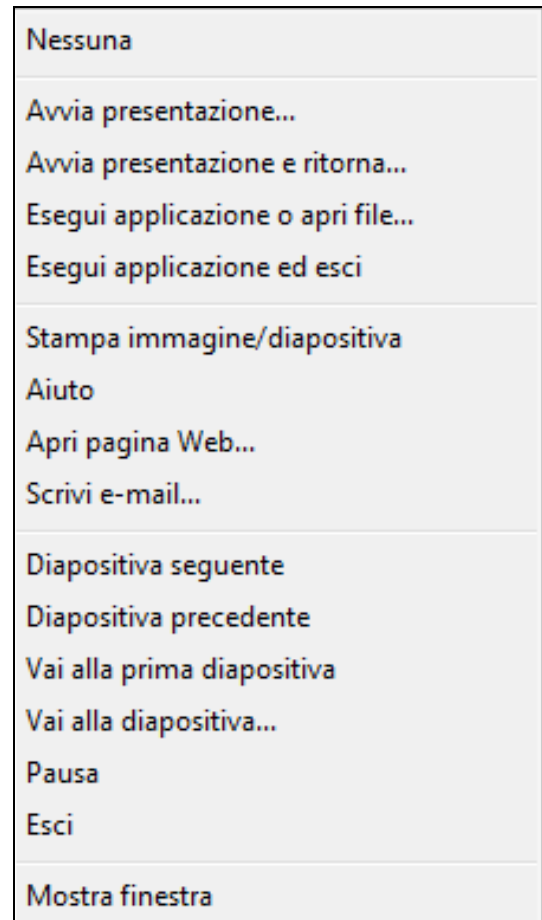 Nessuna
Avvia presentazione...
Avvia presentazione e ritorna...
Esegui applicazione o apri file...
Esegui applicazione ed esci
Stampa immagine/diapositiva
Aiuto
Apri pagina Web...
Scrivi e-mail...
Diapositiva seguente
Diapositiva precedente
Vai alla prima diapositiva
Vai alla diapositiva...
Pausa
Esci
Mostra finestra